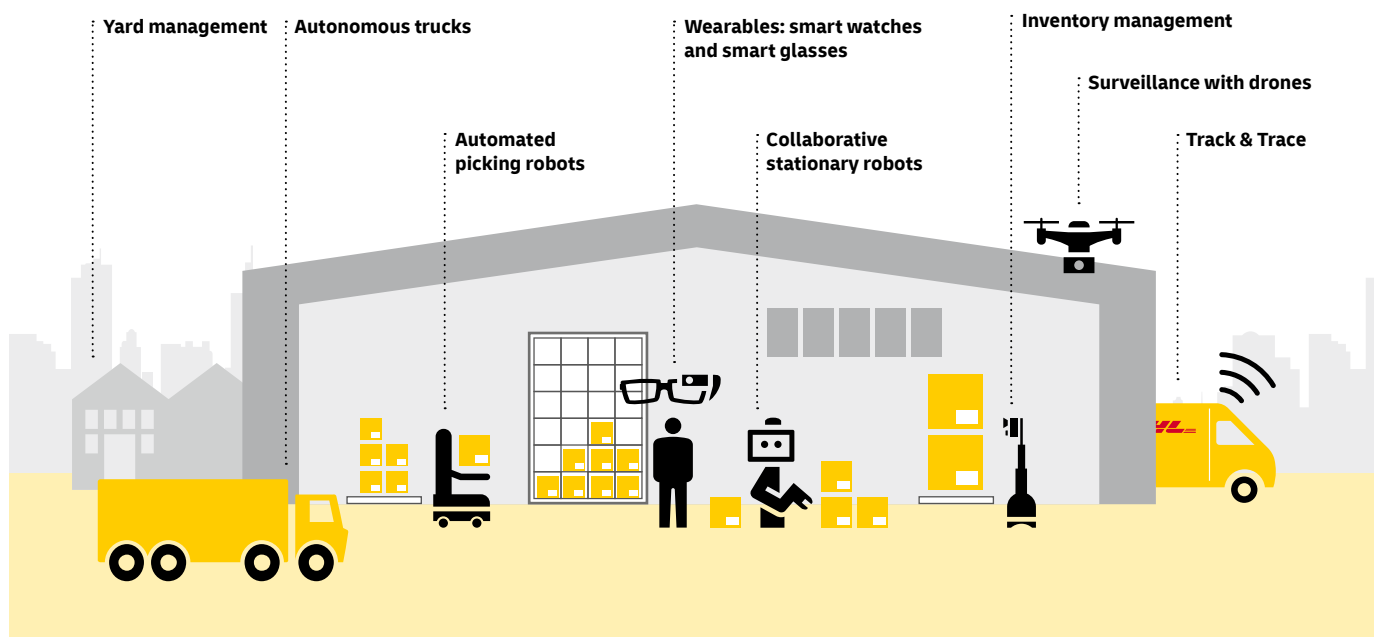 Yard management
Autonomous trucks
Wearables: smart watches
and smart glasses
Inventory management
Surveillance with drones
Automated
picking robots
Collaborative
stationary robots
Track & Trace